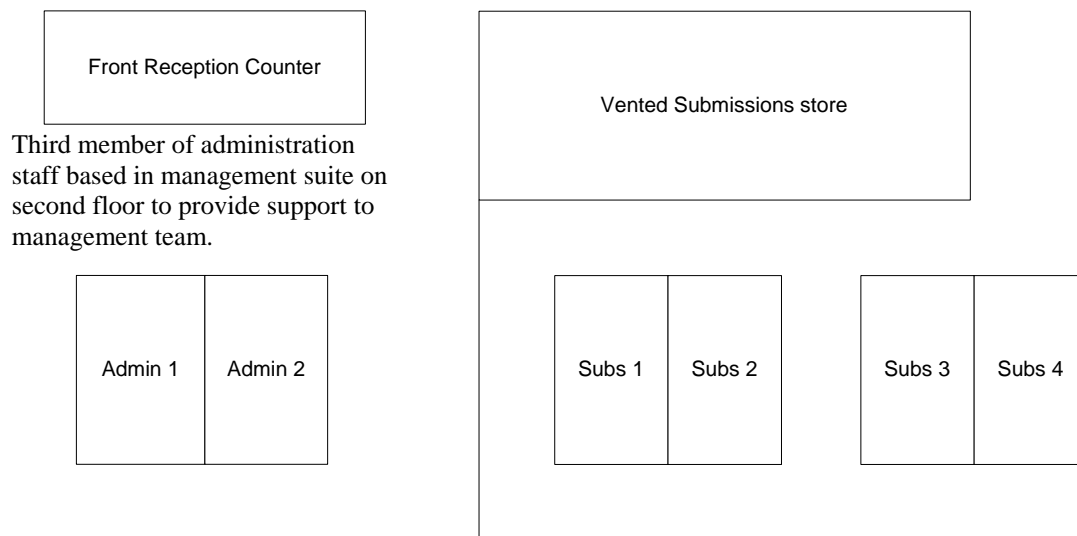 Front Reception Counter
Vented Submissions store
Third member of administration
staff based in management suite on
second floor to provide support to
management team.
Admin 1
Admin 2
Subs 1
Subs 2
Subs 3
Subs 4